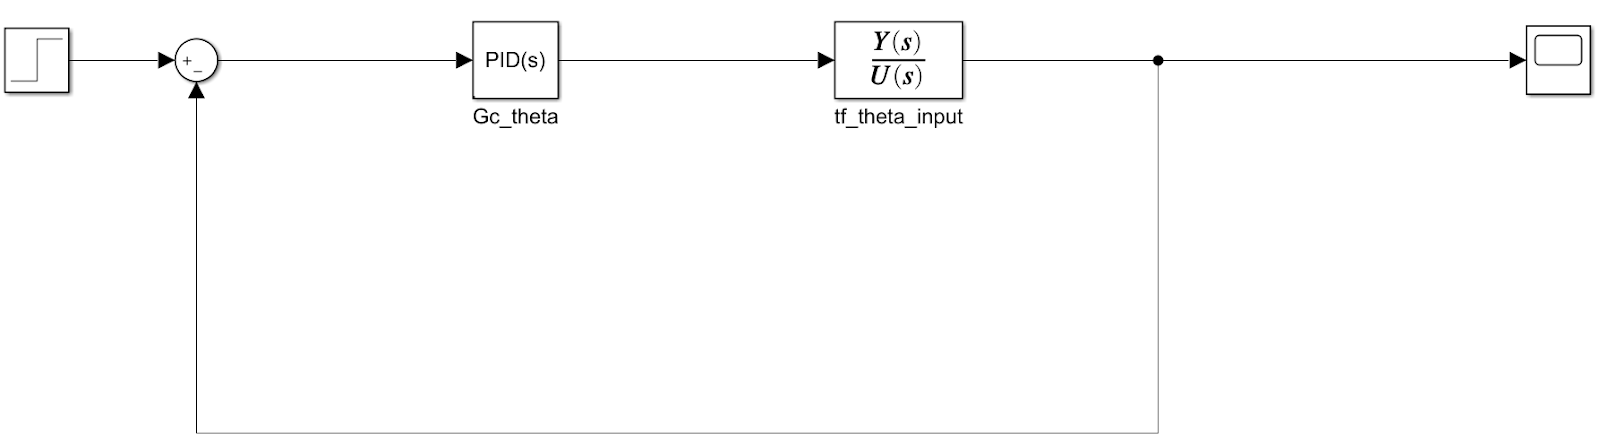 +
−
PID(s)
Y(s)
U(s)
Gc_theta
tf_theta_input